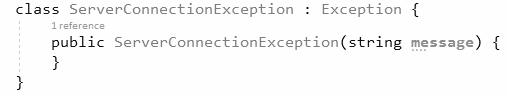 class ServerConnectionException : Exception {
1 reference
public ServerConnectionException(string message) {
}
}